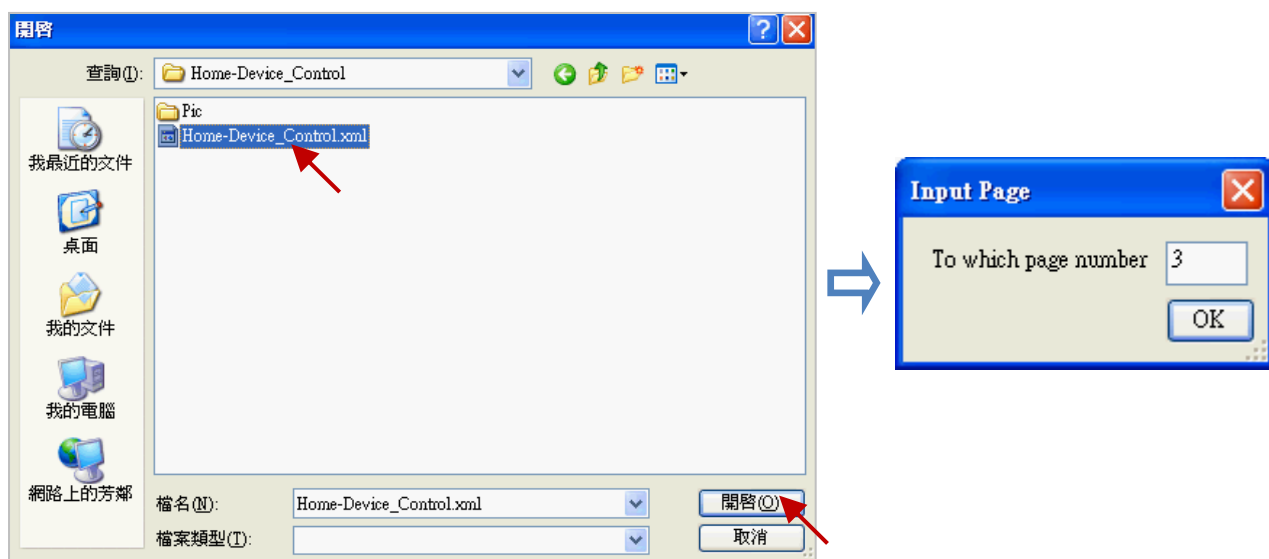 開啓
查詢(I):
Home-Device_Control
Pic
Home-Device_Control.xml
我最近的文件
桌面
我的文件
我的電腦
網路上的芳鄰
檔名(N):
Home-Device_Control.xml
開啓(O)
檔案類型(T):
取消
Input Page
To which page number
3
OK